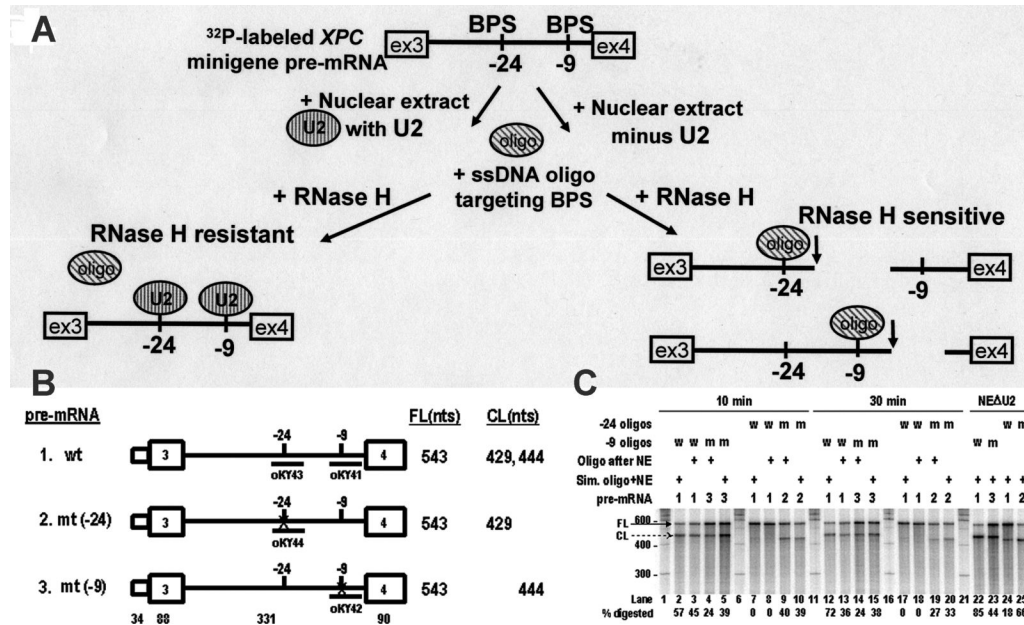 A
³²P-labeled XPC
minigene pre-mRNA
ex3
BPS
BPS
ex4
-24
-9
+ Nuclear extract
with U2
U2
+ Nuclear extract
minus U2
oligo
+ ssDNA oligo
targeting BPS
+ RNase H
+ RNase H
RNase H resistant
RNase H sensitive
oligo
U2
U2
ex3
ex4
-24
-9
oligo
ex3
-24
-9
ex4
oligo
ex3
-24
-9
ex4
B
pre-mRNA
FL(nts)
CL(nts)
1. wt
3
-24
-9
4
oKY43
oKY41
543
429, 444
2. mt (-24)
3
-24
-9
4
oKY44
543
429
3. mt (-9)
3
-24
-9
4
oKY42
543
444
34
88
331
90
C
10 min
30 min
NEΔU2
-24 oligos
w w m m
w w m m
w m
-9 oligos
w w m m
w w m m
w m
Oligo after NE
+ +
+ +
+ +
+ +
Sim. oligo+NE
+ +
+ +
+ +
+ +
+ + + +
pre-mRNA
1 1 3 3
1 1 2 2
1 1 3 3
1 1 2 2
1 3 1 2
FL
600
CL
400
300
Lane
1 2 3 4 5 6 7 8 9 10 11 12 13 14 15 16 17 18 19 20 21 22 23 24 25
% digested
57 45 24 39 0 0 40 39 72 36 24 38 0 0 27 33 85 44 18 66